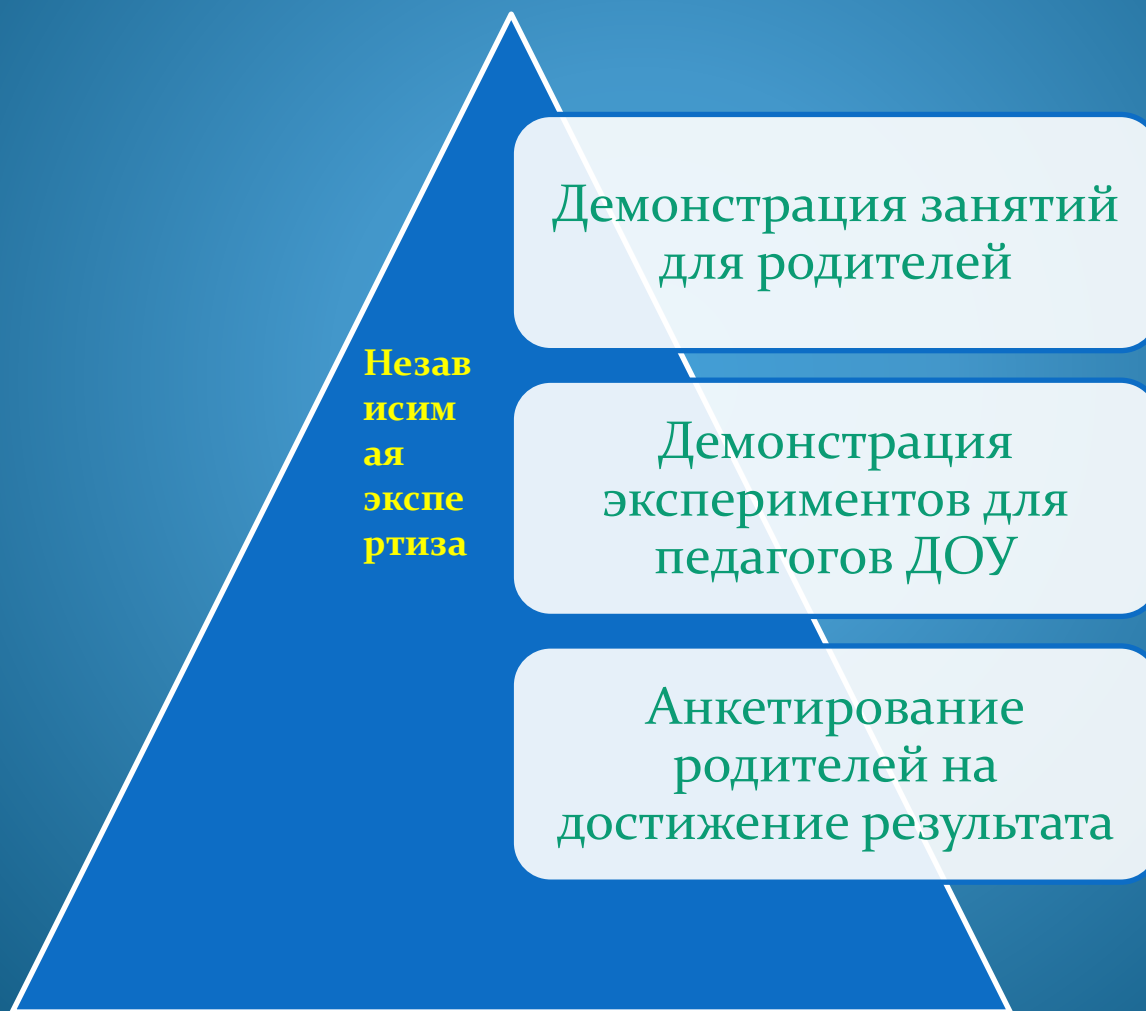 Демонстрация занятий
для родителей
Незав
исим
ая
экспе
ртиза
Демонстрация
экспериментов для
педагогов ДОУ
Анкетирование
родителей на
достижение результата